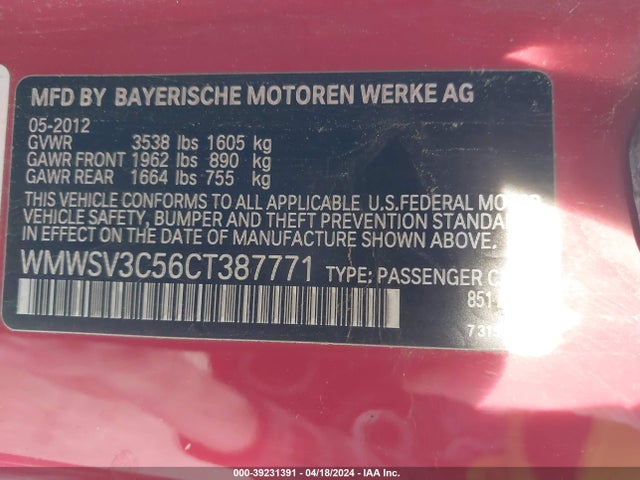 MFD BY BAYERISCHE MOTOREN WERKE AG
05-2012
GVWR 3538 lbs 1605 kg
GAWR FRONT 1962 lbs 890 kg
GAWR REAR 1664 lbs 755 kg
THIS VEHICLE CONFORMS TO ALL APPLICABLE U.S.FEDERAL MOTOR
VEHICLE SAFETY, BUMPER AND THEFT PREVENTION STANDA
IN EFFECT ON THE DATE OF MANUFACTURE SHOWN ABOVE.
WMWSV3C56CT387771 TYPE: PASSENGER C
851
731
000-39231391 - 04/18/2024 - IAA Inc.